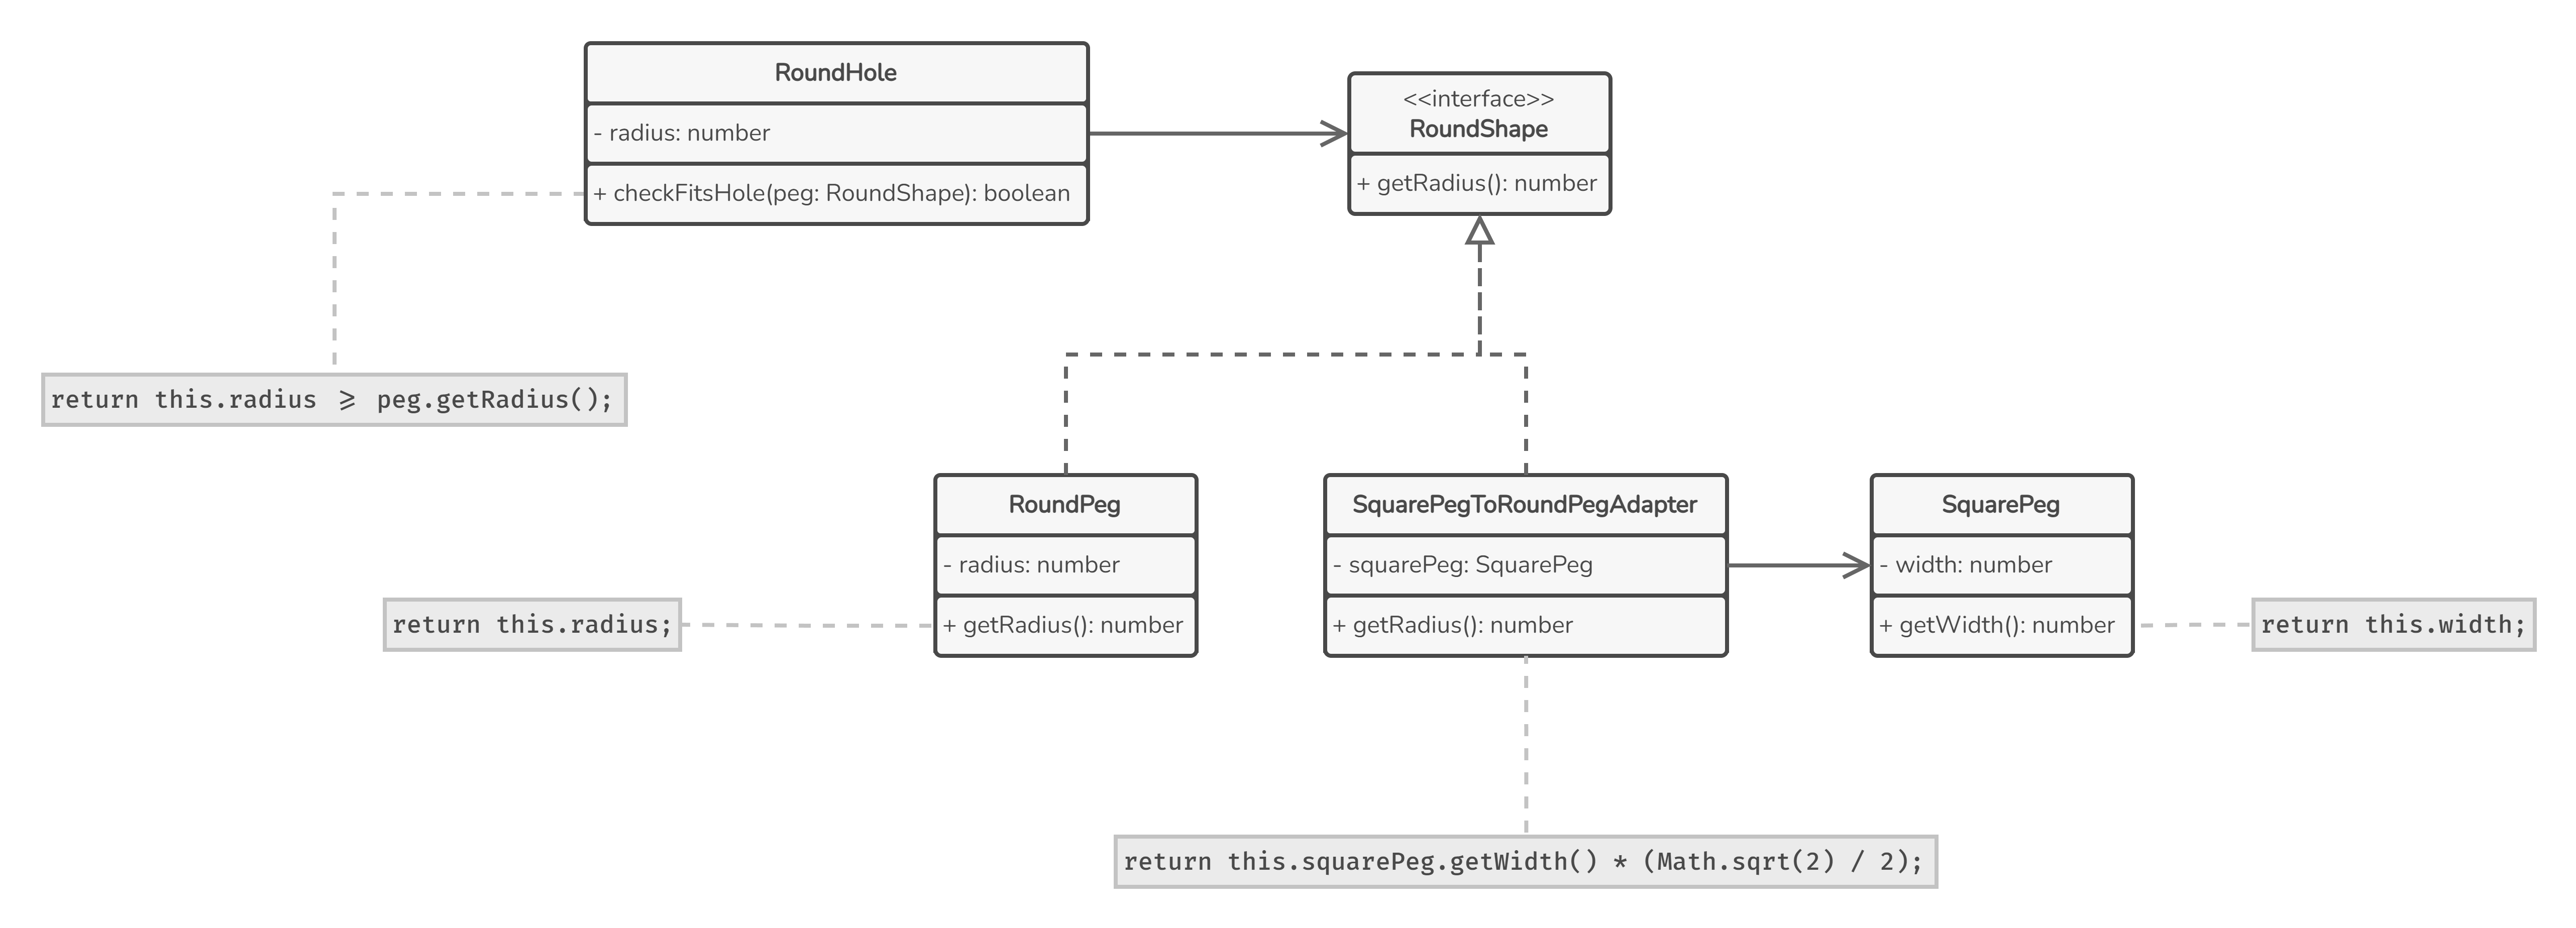 RoundHole
- radius: number
+ checkFitsHole(peg: RoundShape): boolean
<<interface>>
RoundShape
+ getRadius(): number
return this.radius ⩾ peg.getRadius();
RoundPeg
- radius: number
+ getRadius(): number
return this.radius;
SquarePegToRoundPegAdapter
- squarePeg: SquarePeg
+ getRadius(): number
SquarePeg
- width: number
+ getWidth(): number
return this.width;
return this.squarePeg.getWidth() * (Math.sqrt(2) / 2);